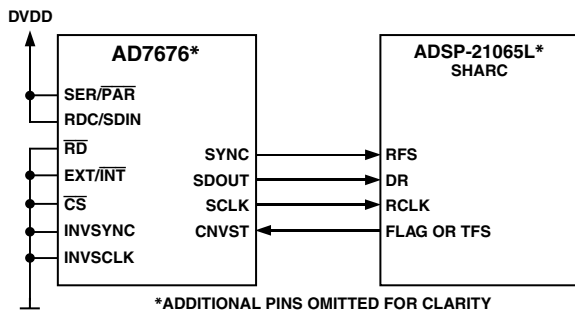 DVDD
AD7676*
ADSP-21065L*
SHARC
SER/PAR
RDC/SDIN
RD
EXT/INT
CS
INVSYNC
INVSCLK
SYNC
SDOUT
SCLK
CNVST
RFS
DR
RCLK
FLAG OR TFS
*ADDITIONAL PINS OMITTED FOR CLARITY